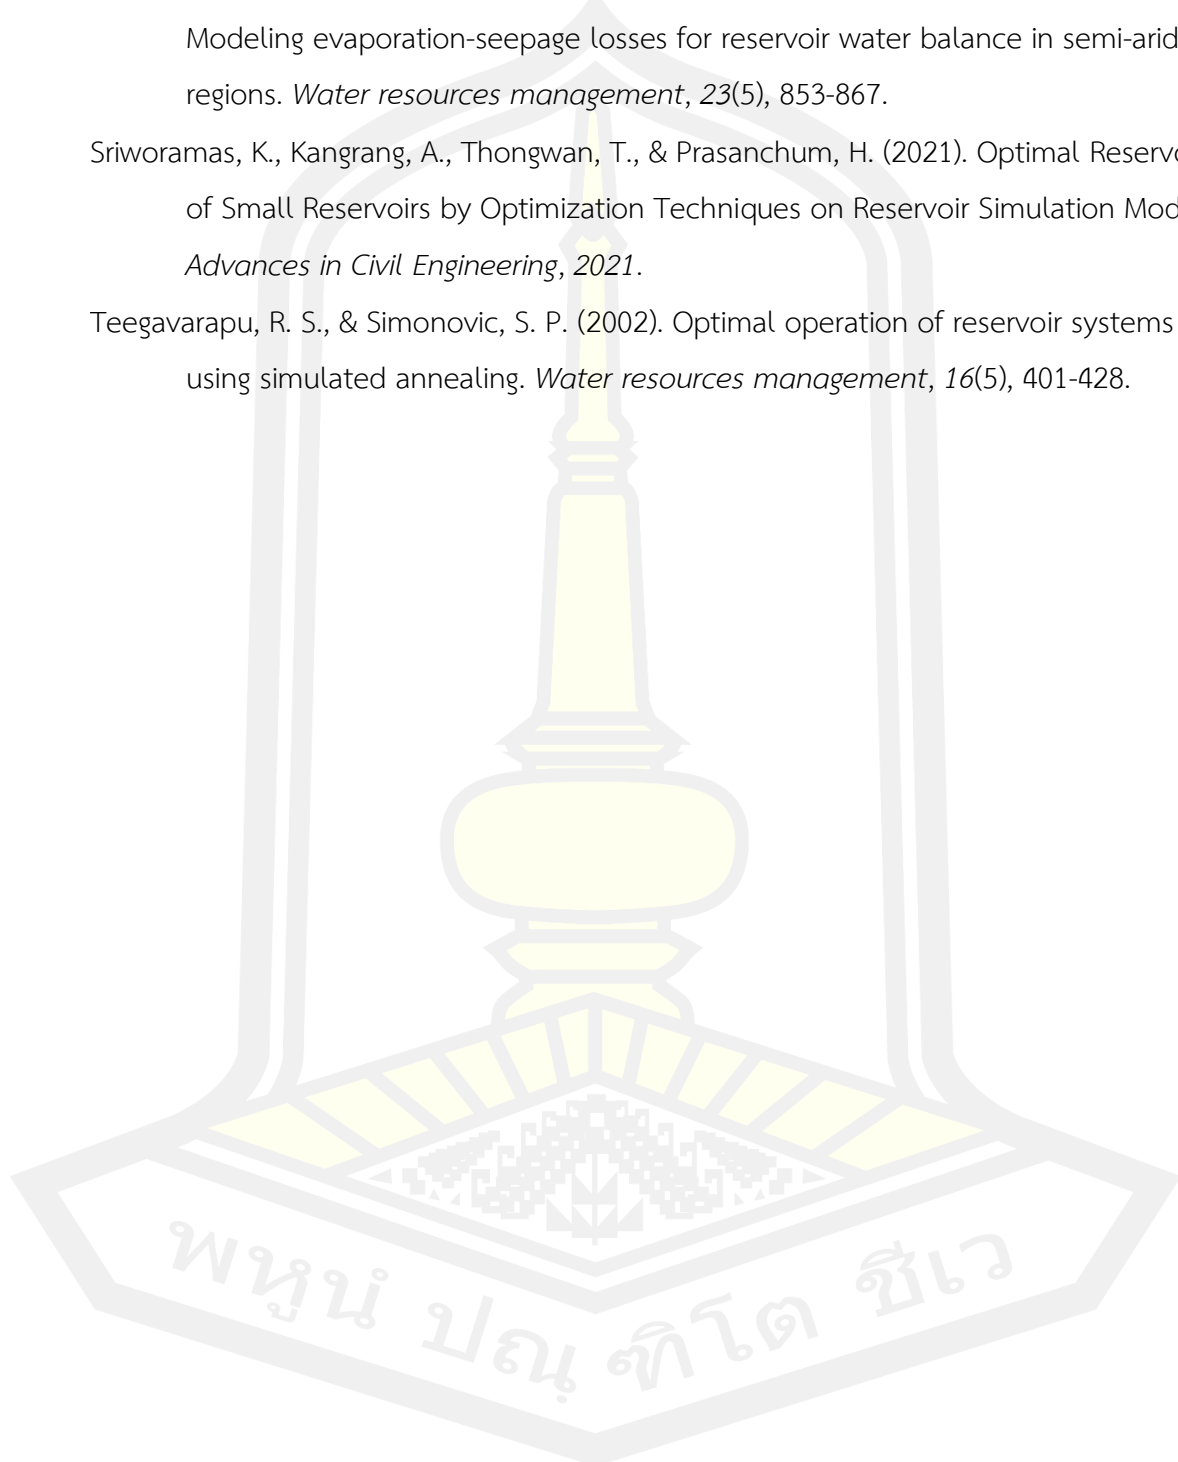 Modeling evaporation-seepage losses for reservoir water balance in semi-arid
regions. Water resources management, 23(5), 853-867.
Sriworamas, K., Kangrang, A., Thongwan, T., & Prasanchum, H. (2021). Optimal
of Small Reservoirs by Optimization Techniques on Reservoir Simulation
Advances in Civil Engineering, 2021.
Teegavarapu, R. S., & Simonovic, S. P. (2002). Optimal operation of reservoir systems
using simulated annealing. Water resources management, 16(5), 401-428.
พหูนํ ปณฺฑิโต ชีเว